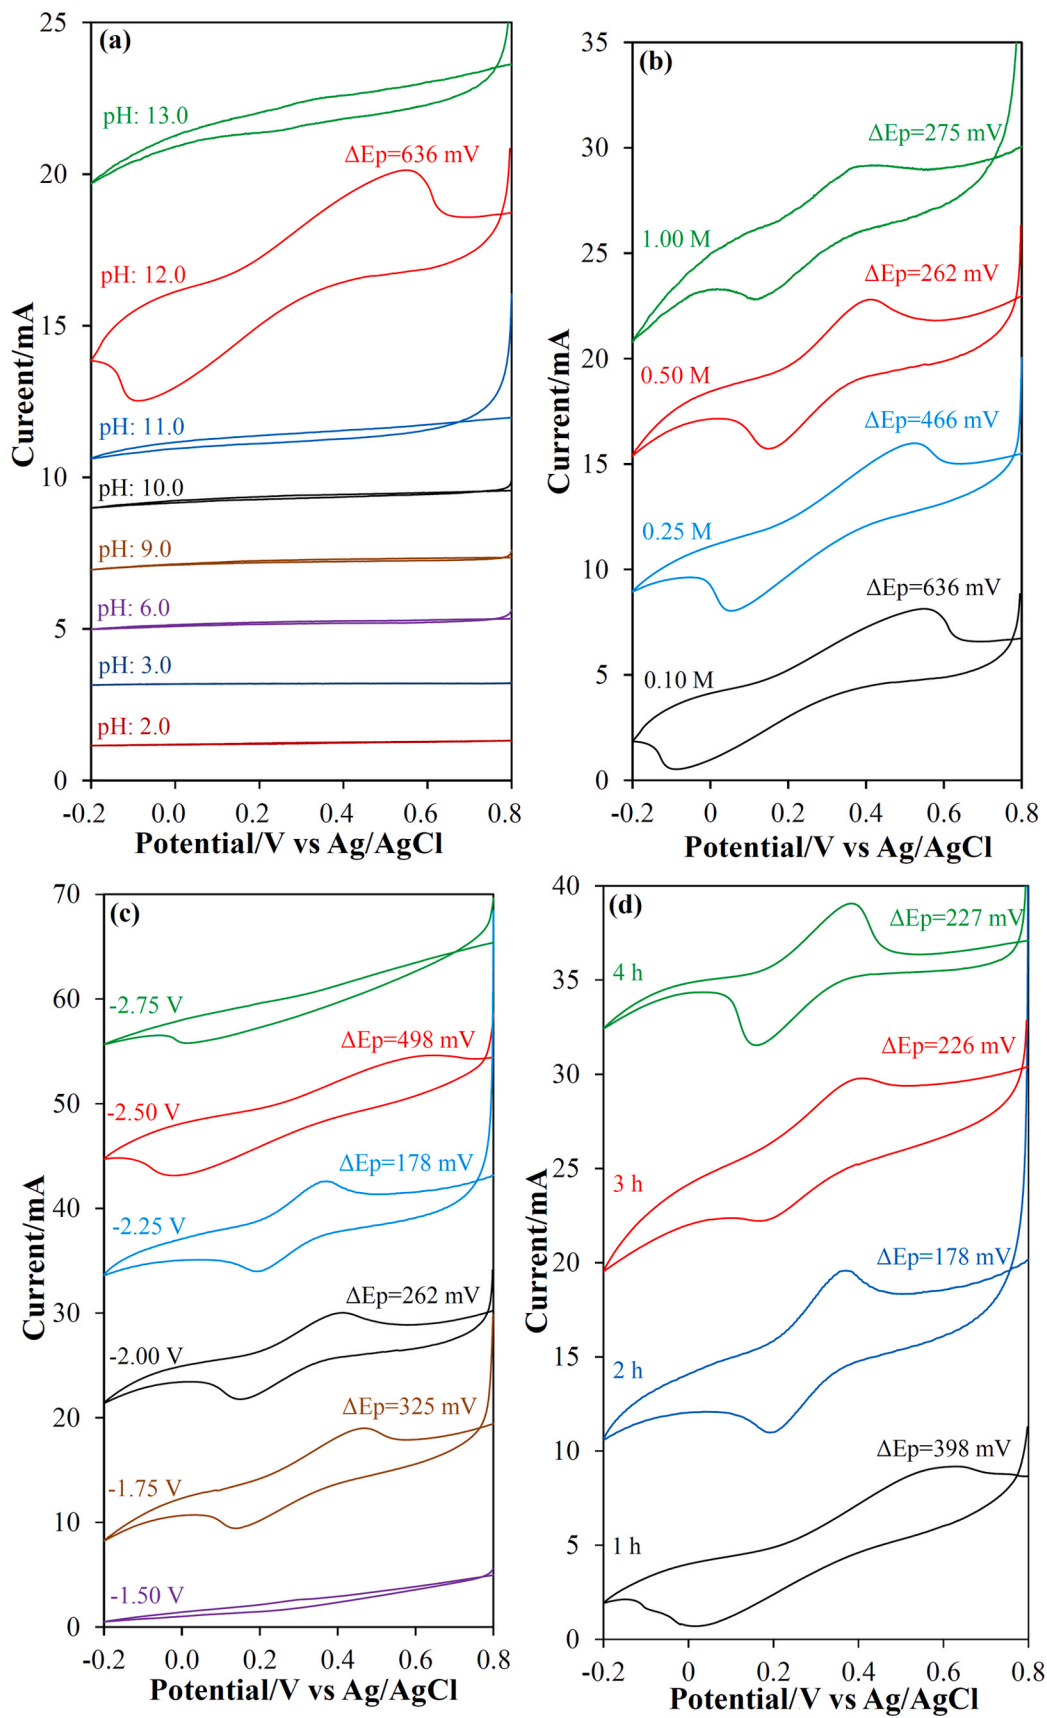 (a)
25
20
15
10
5
0
Cureent/mA
pH: 13.0
ΔEp=636 mV
pH: 12.0
pH: 11.0
pH: 10.0
pH: 9.0
pH: 6.0
pH: 3.0
pH: 2.0
-0.2 0.0 0.2 0.4 0.6 0.8
Potential/V vs Ag/AgCl
(b)
35
30
25
20
15
10
5
0
Current/mA
ΔEp=275 mV
1.00 M
ΔEp=262 mV
0.50 M
ΔEp=466 mV
0.25 M
ΔEp=636 mV
0.10 M
-0.2 0 0.2 0.4 0.6 0.8
Potential/V vs Ag/AgCl
(c)
70
60
50
40
30
20
10
0
Current/mA
-2.75 V
ΔEp=498 mV
-2.50 V
ΔEp=178 mV
-2.25 V
ΔEp=262 mV
-2.00 V
ΔEp=325 mV
-1.75 V
-1.50 V
-0.2 0.0 0.2 0.4 0.6 0.8
Potential/V vs Ag/AgCl
(d)
40
35
30
25
20
15
10
5
0
Current/mA
ΔEp=227 mV
4 h
ΔEp=226 mV
3 h
ΔEp=178 mV
2 h
ΔEp=398 mV
1 h
-0.2 0 0.2 0.4 0.6 0.8
Potential/V vs Ag/AgCl